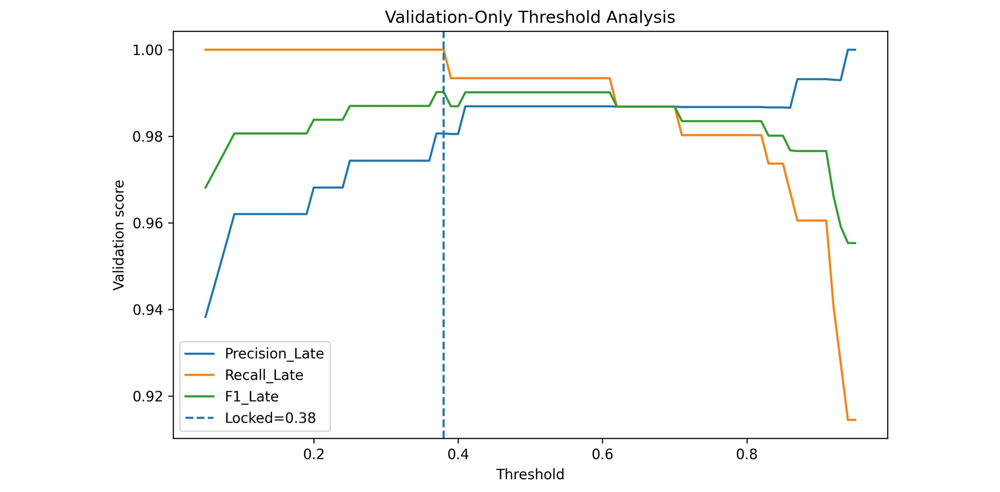 Validation-Only Threshold Analysis
1.00
0.98
0.96
0.94
0.92
Validation score
Precision_Late
Recall_Late
F1_Late
Locked=0.38
0.2
0.4
0.6
0.8
Threshold